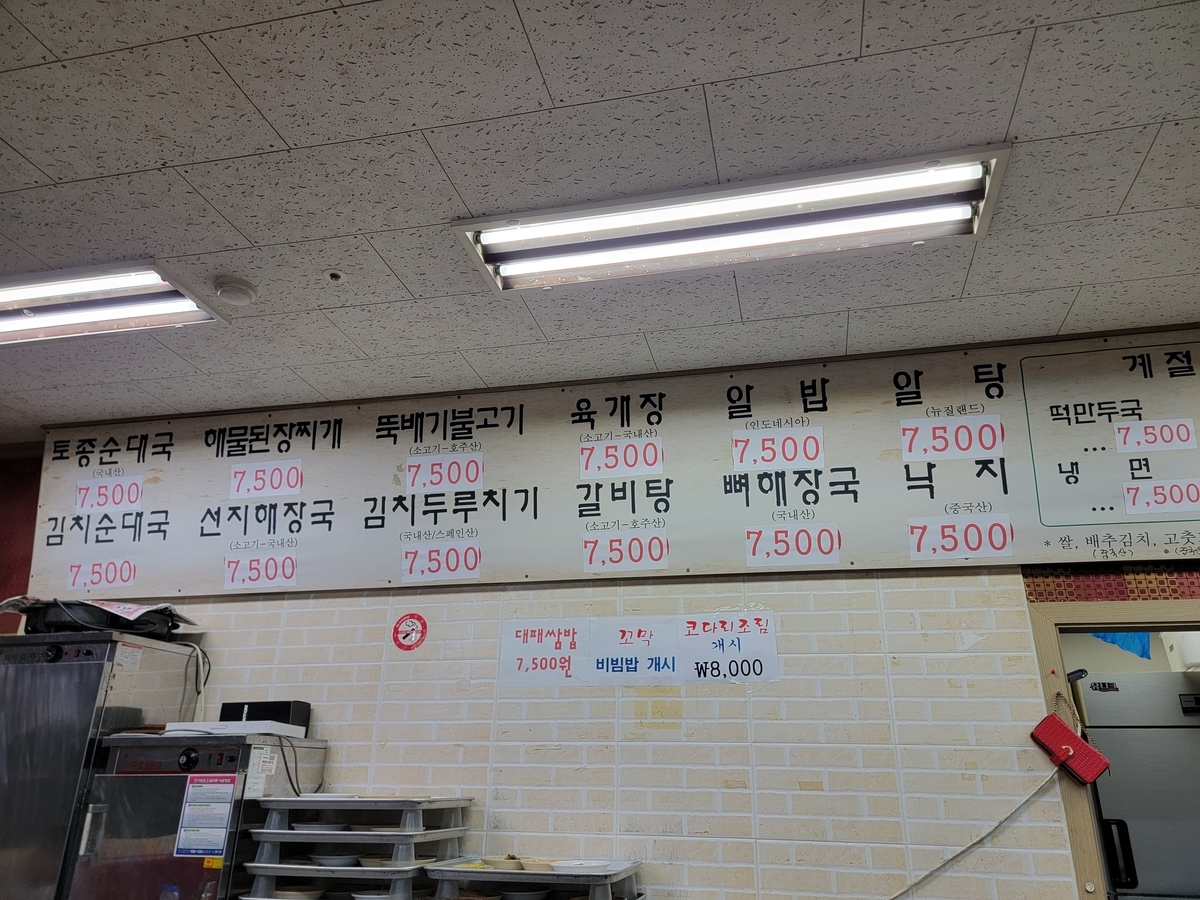 토종순대국 해물된장찌개 뚝배기불고기 육개장 알 밥 알 탕
(국내산) (소고기-호주산) (소고기-국내산) (인도네시아) (뉴질랜드)
7,500 7,500 7,500 7,500 7,500 7,500
김치순대국 선지해장국 김치두루치기 갈비탕 뼈해장국 낙 지
(소고기-국내산) (국내산/스페인산) (소고기-호주산) (국내산) (중국산)
7,500 7,500 7,500 7,500 7,500 7,500
계절
떡만두국
... 7,500
냉 면
... 7,500
* 쌀, 배추김치, 고춧
(중국산)
대패쌈밥
7,500원
꼬막
비빔밥 개시
코다리조림
개시
₩8,000
유니크